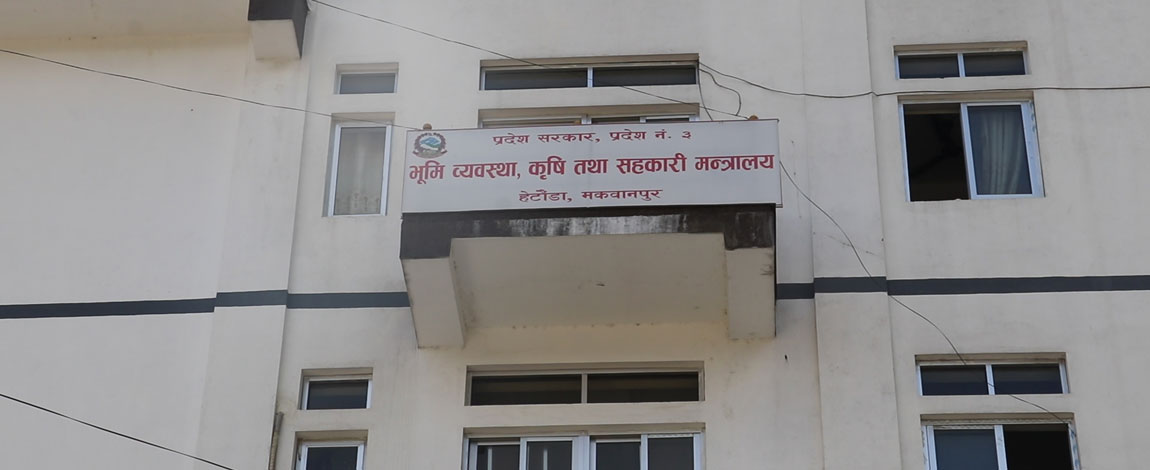 प्रदेश सरकार, प्रदेश नं. ३
भूमि व्यवस्था, कृषि तथा सहकारी मन्त्रालय
हेटौंडा, मकवानपुर